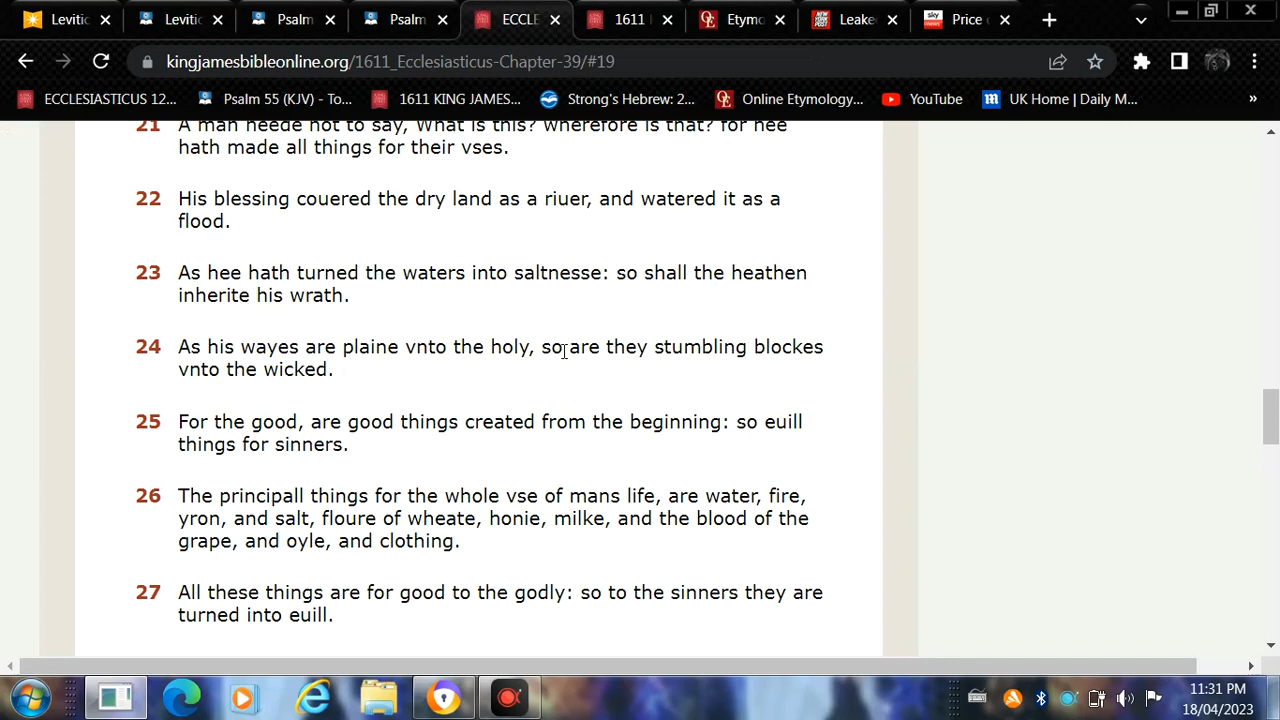 Levitic
Levitic
Psalm
Psalm
ECCLE
1611
Etymo
Leake
Price
kingjamesbibleonline.org/1611_Ecclesiasticus-Chapter-39/#19
ECCLESIASTICUS 12...
Psalm 55 (KJV) - To...
1611 KING JAMES...
Strong's Hebrew: 2...
Online Etymology...
YouTube
UK Home | Daily M...
21 A man neede not to say, What is this? wherefore is that? for hee
hath made all things for their vses.
22 His blessing couered the dry land as a riuer, and watered it as a
flood.
23 As hee hath turned the waters into saltnesse: so shall the heathen
inherite his wrath.
24 As his wayes are plaine vnto the holy, so are they stumbling blockes
vnto the wicked.
25 For the good, are good things created from the beginning: so euill
things for sinners.
26 The principall things for the whole vse of mans life, are water, fire,
yron, and salt, floure of wheate, honie, milke, and the blood of the
grape, and oyle, and clothing.
27 All these things are for good to the godly: so to the sinners they are
turned into euill.
11:31 PM
18/04/2023